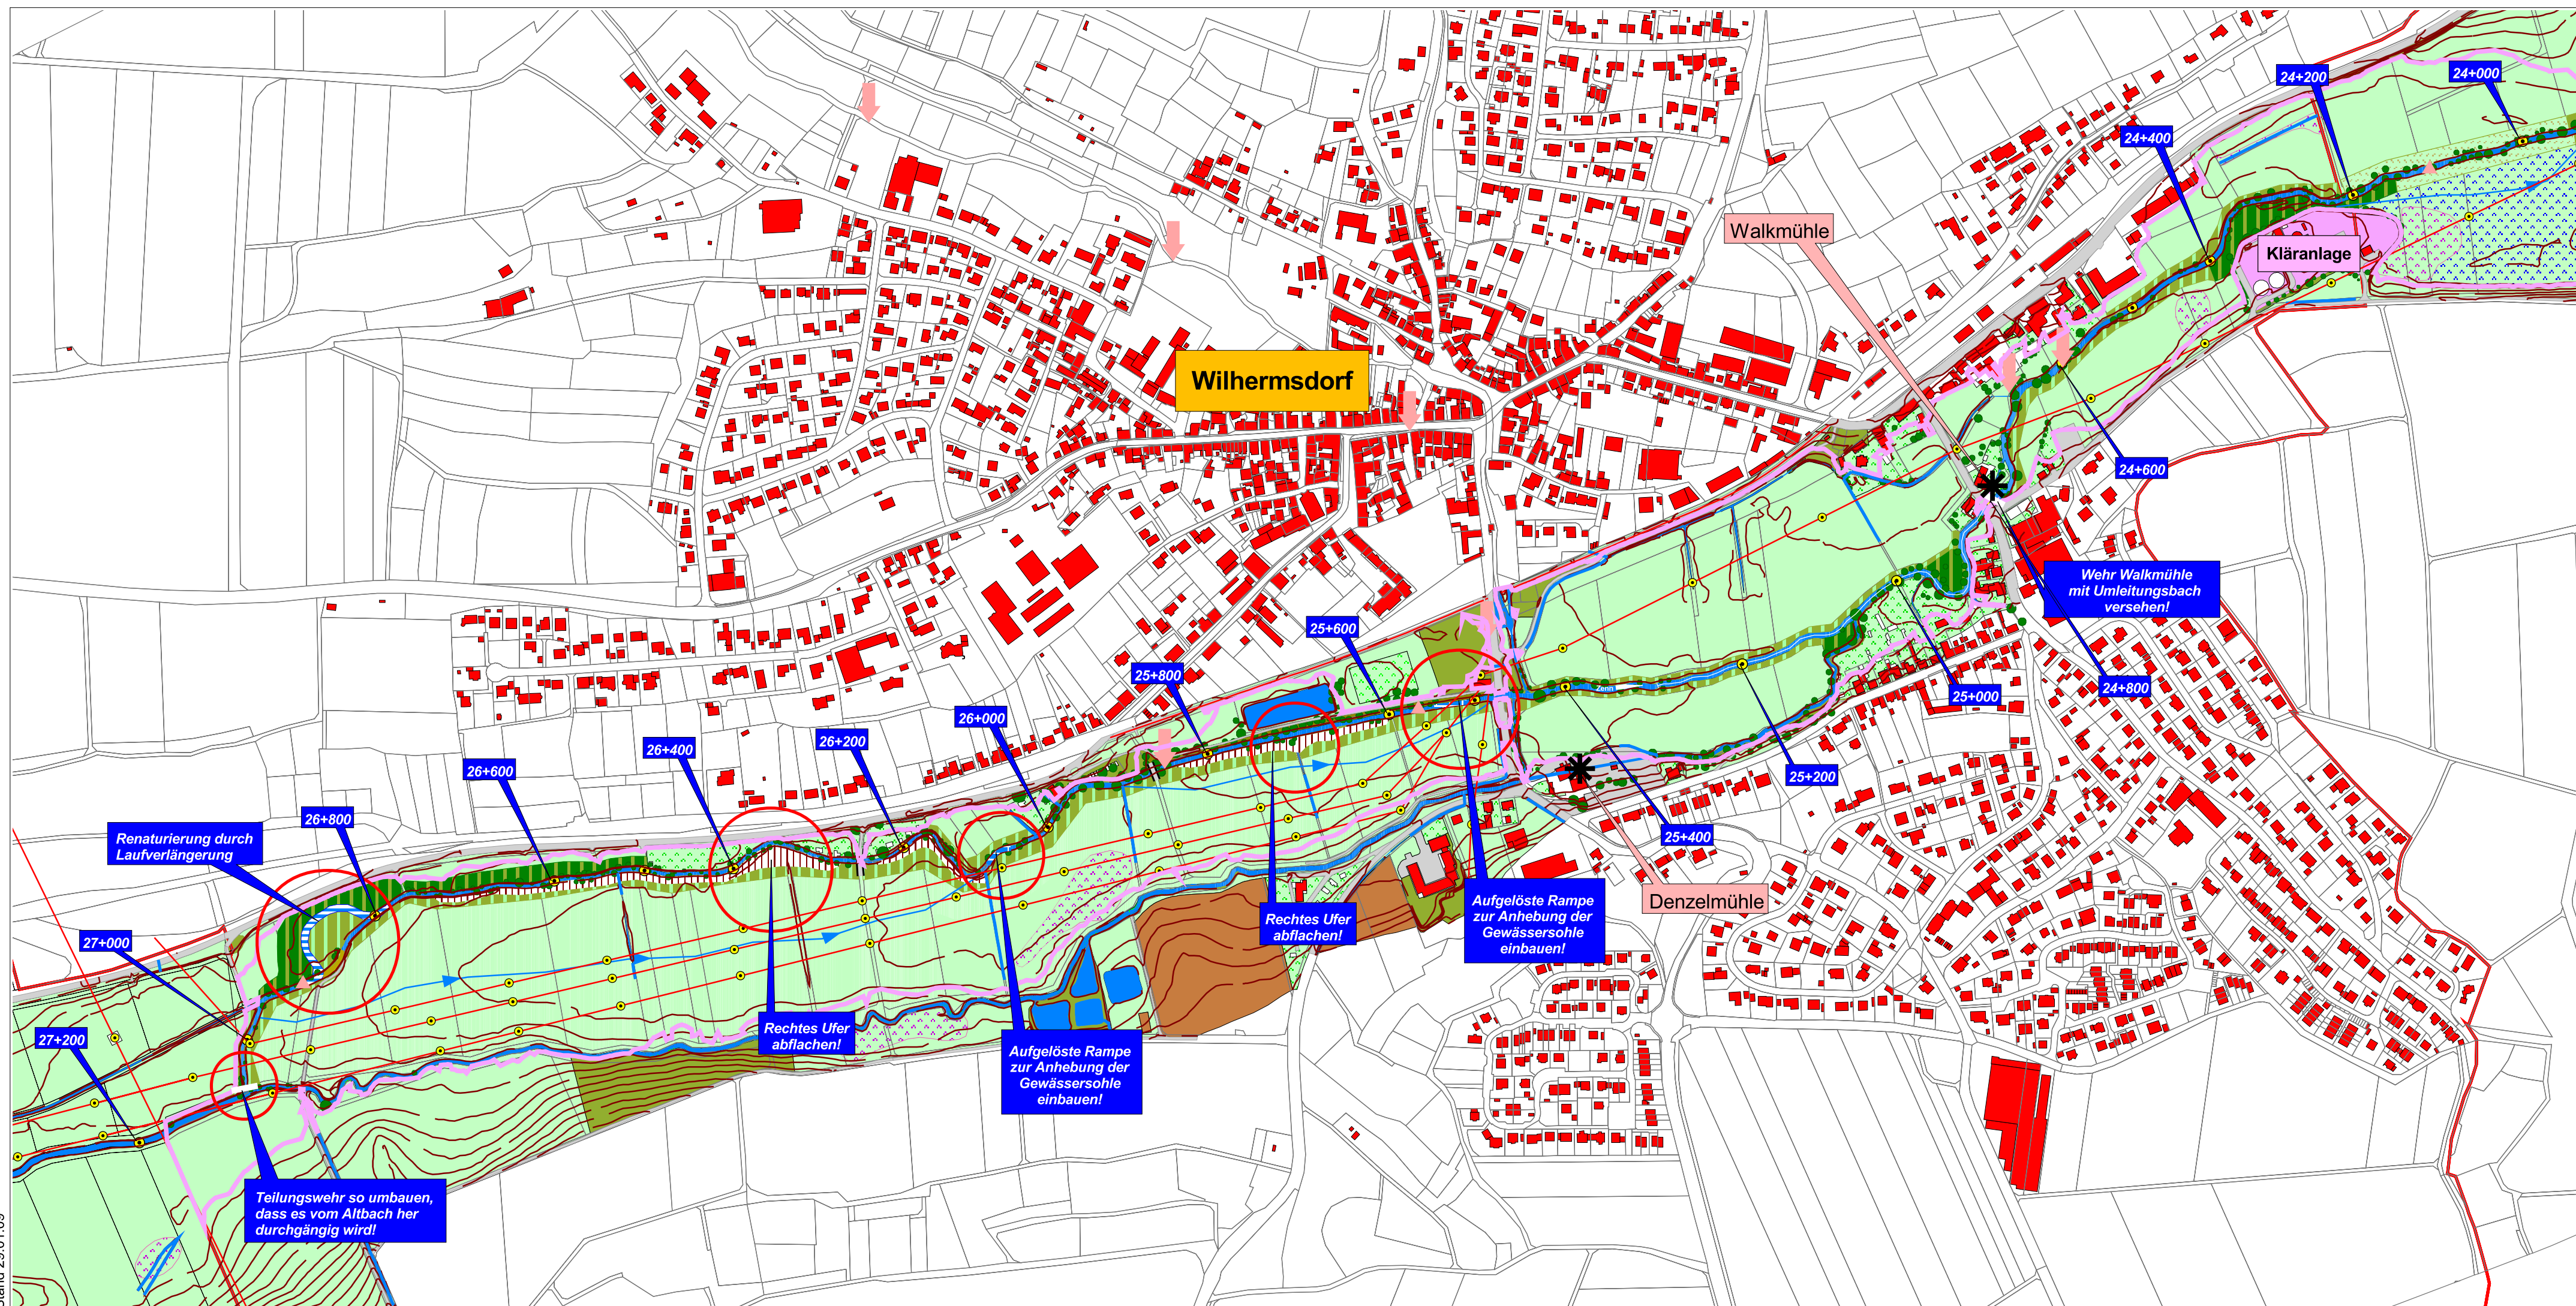 24+200
24+000
24+400
Walkmühle
Kläranlage
Wilhermsdorf
24+600
Wehr Walkmühle
mit Umleitungsbach
versehen!
25+600
25+800
Zenn
25+000
24+800
26+000
26+200
26+400
26+600
25+200
26+800
25+400
Renaturierung durch
Laufverlängerung
Denzelmühle
Aufgelöste Rampe
zur Anhebung der
Gewässersohle
einbauen!
Rechtes Ufer
abflachen!
27+000
27+200
Rechtes Ufer
abflachen!
Aufgelöste Rampe
zur Anhebung der
Gewässersohle
einbauen!
Teilungswehr so umbauen,
dass es vom Altbach her
durchgängig wird!